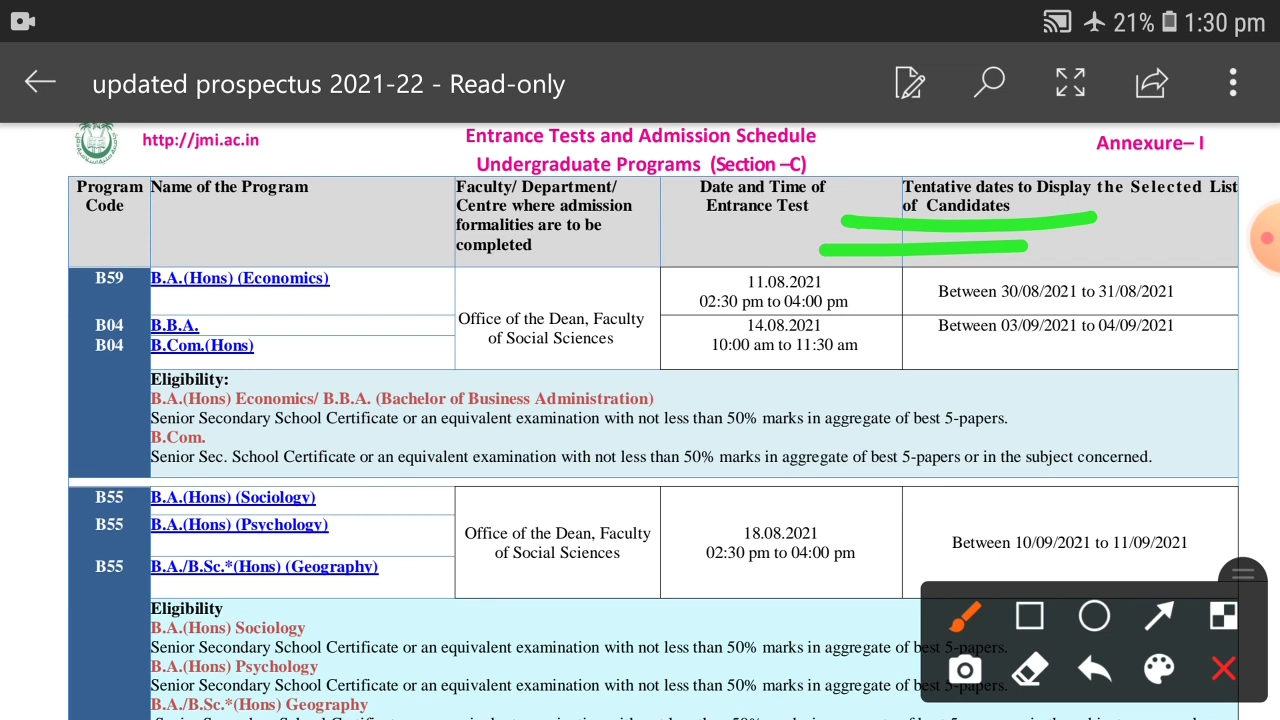 21% 1:30 pm
updated prospectus 2021-22 - Read-only
http://jmi.ac.in
Entrance Tests and Admission Schedule
Undergraduate Programs (Section –C)
Annexure– I
Program Code
Name of the Program
Faculty/ Department/
Centre where admission
formalities are to be
completed
Date and Time of
Entrance Test
Tentative dates to Display the Selected List
of Candidates
B59
B.A.(Hons) (Economics)
B04
B.B.A.
B04
B.Com.(Hons)
Office of the Dean, Faculty
of Social Sciences
11.08.2021
02:30 pm to 04:00 pm
Between 30/08/2021 to 31/08/2021
14.08.2021
10:00 am to 11:30 am
Between 03/09/2021 to 04/09/2021
Eligibility:
B.A.(Hons) Economics/ B.B.A. (Bachelor of Business Administration)
Senior Secondary School Certificate or an equivalent examination with not less than 50% marks in aggregate of best 5-papers.
B.Com.
Senior Sec. School Certificate or an equivalent examination with not less than 50% marks in aggregate of best 5-papers or in the subject concerned.
B55
B.A.(Hons) (Sociology)
B55
B.A.(Hons) (Psychology)
B55
B.A./B.Sc.*(Hons) (Geography)
Office of the Dean, Faculty
of Social Sciences
18.08.2021
02:30 pm to 04:00 pm
Between 10/09/2021 to 11/09/2021
Eligibility
B.A.(Hons) Sociology
Senior Secondary School Certificate or an equivalent examination with not less than 50% marks in aggregate of best 5-papers.
B.A.(Hons) Psychology
Senior Secondary School Certificate or an equivalent examination with not less than 50% marks in aggregate of best 5-papers.
B.A./B.Sc.*(Hons) Geography